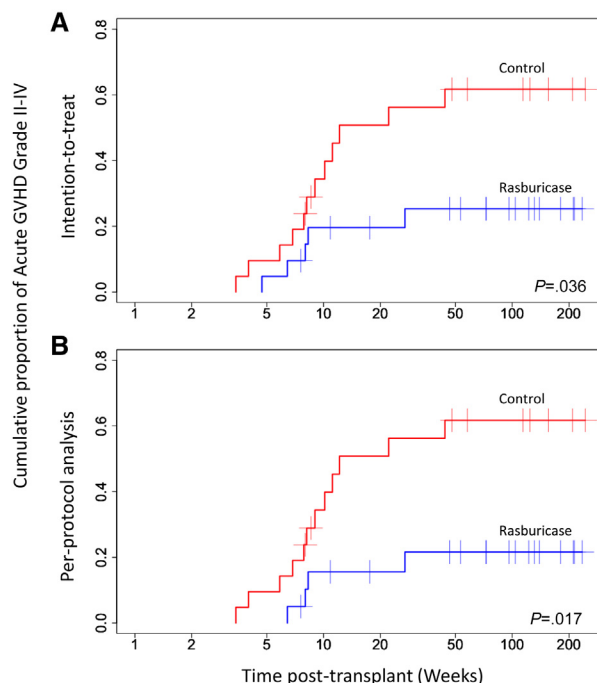 A
Cumulative proportion of Acute GVHD Grade II-IV
Intention-to-treat
0.8
0.6
0.4
0.2
0.0
Control
Rasburicase
P=.036
1 2 5 10 20 50 100 200
B
Per-protocol analysis
0.8
0.6
0.4
0.2
0.0
Control
Rasburicase
P=.017
1 2 5 10 20 50 100 200
Time post-transplant (Weeks)